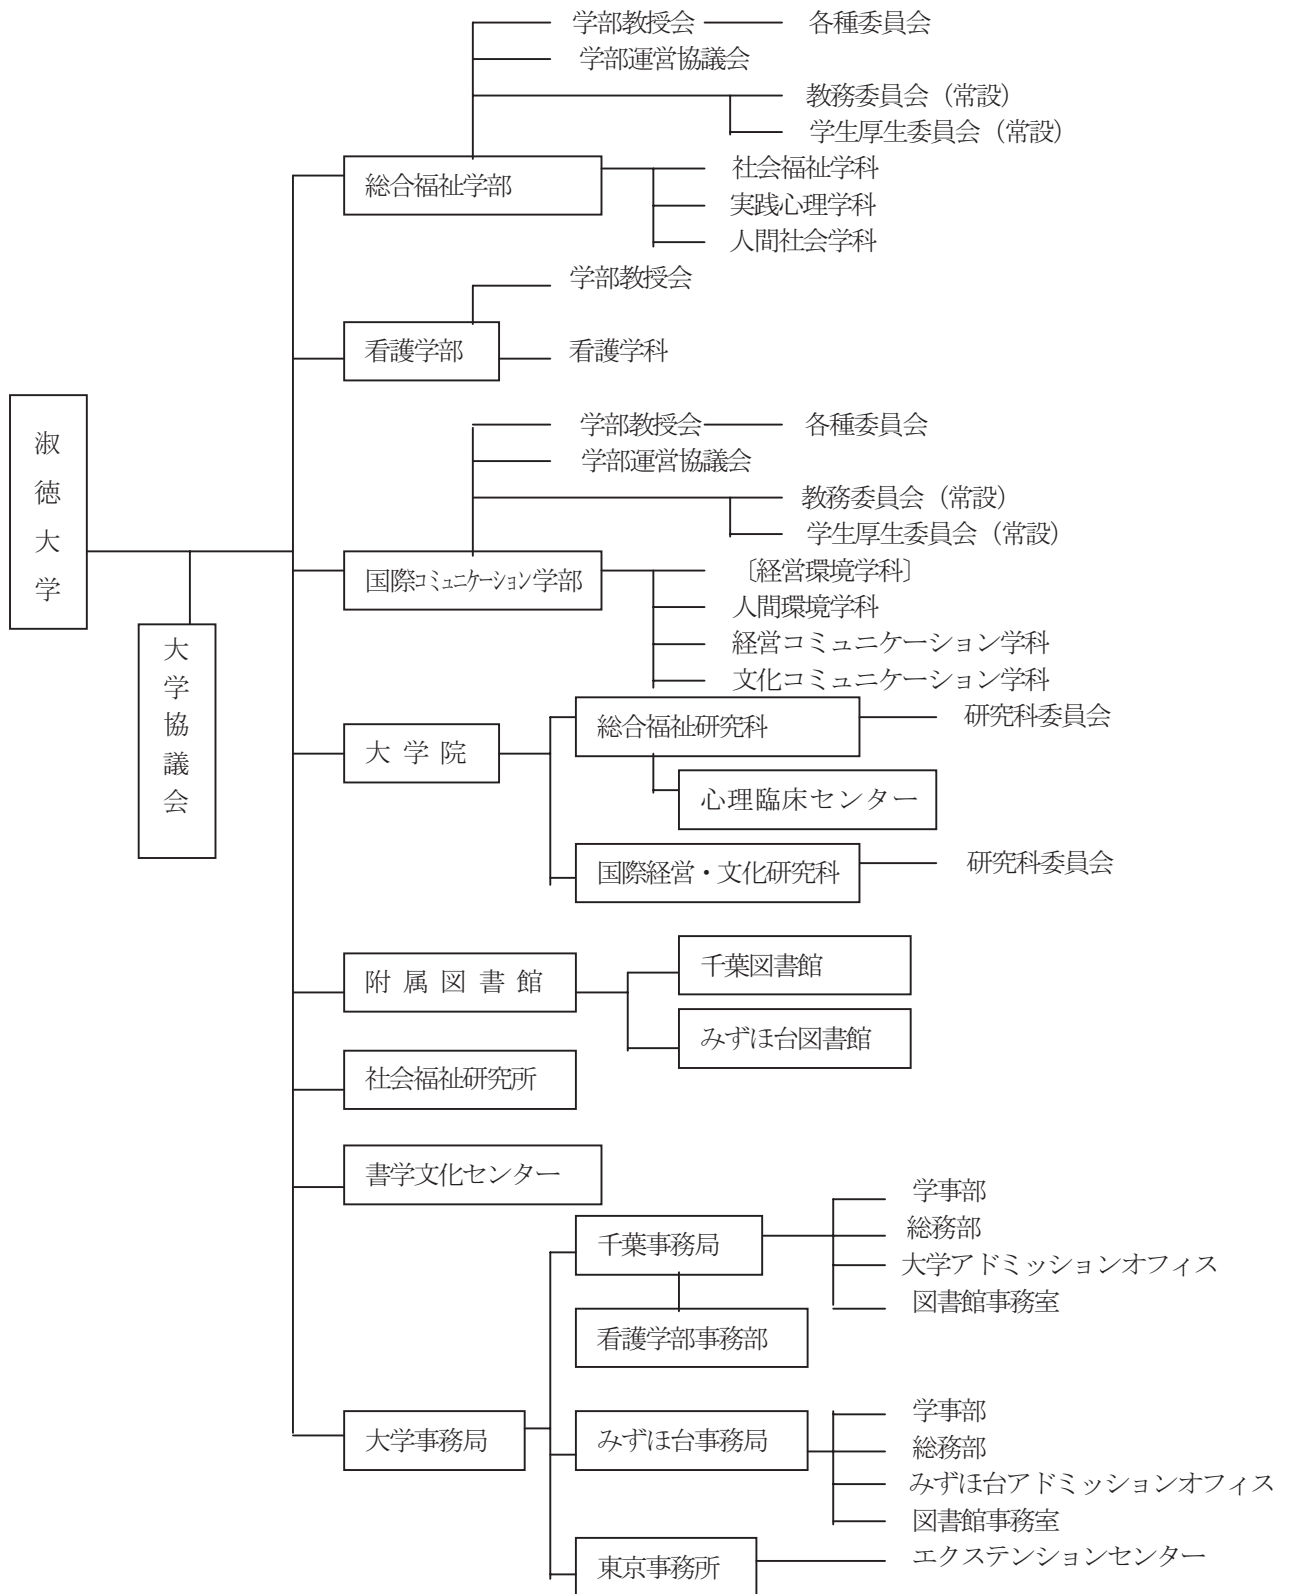 学部教授会
各種委員会
学部運営協議会
教務委員会（常設）
学生厚生委員会（常設）
総合福祉学部
社会福祉学科
実践心理学科
人間社会学科
学部教授会
看護学部
看護学科
淑徳大学
大学協議会
学部教授会
各種委員会
学部運営協議会
教務委員会（常設）
学生厚生委員会（常設）
国際コミュニケーション学部
〔経営環境学科〕
人間環境学科
経営コミュニケーション学科
文化コミュニケーション学科
大学院
総合福祉研究科
研究科委員会
心理臨床センター
国際経営・文化研究科
研究科委員会
附属図書館
千葉図書館
みずほ台図書館
社会福祉研究所
書学文化センター
大学事務局
千葉事務局
学事部
総務部
大学アドミッションオフィス
図書館事務室
看護学部事務部
みずほ台事務局
学事部
総務部
みずほ台アドミッションオフィス
図書館事務室
東京事務所
エクステンションセンター